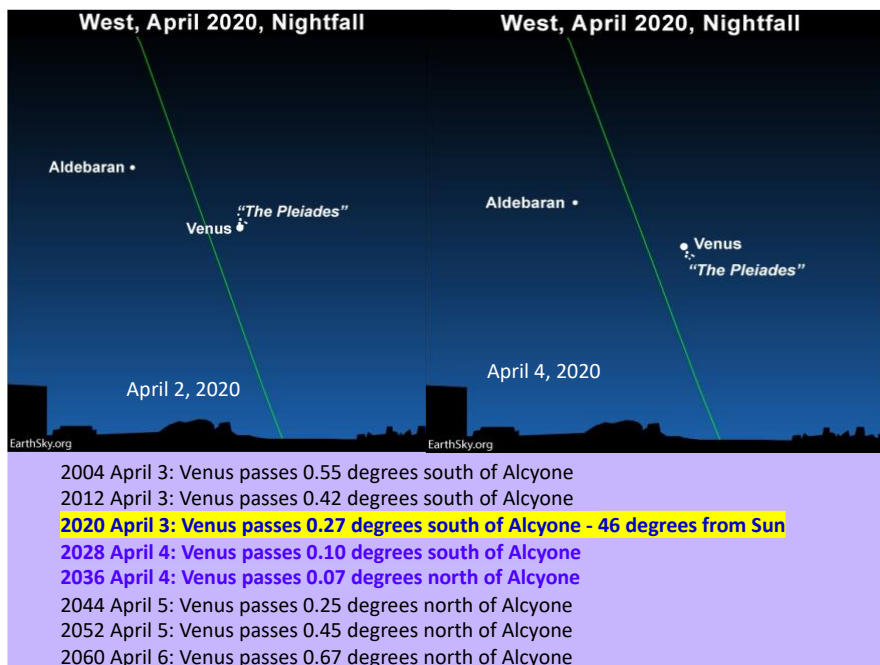 West, April 2020, Nightfall
Aldebaran
"The Pleiades"
Venus
April 2, 2020
EarthSky.org
West, April 2020, Nightfall
Aldebaran
Venus
"The Pleiades"
April 4, 2020
EarthSky.org
2004 April 3: Venus passes 0.55 degrees south of Alcyone
2012 April 3: Venus passes 0.42 degrees south of Alcyone
2020 April 3: Venus passes 0.27 degrees south of Alcyone - 46 degrees from Sun
2028 April 4: Venus passes 0.10 degrees south of Alcyone
2036 April 4: Venus passes 0.07 degrees north of Alcyone
2044 April 5: Venus passes 0.25 degrees north of Alcyone
2052 April 5: Venus passes 0.45 degrees north of Alcyone
2060 April 6: Venus passes 0.67 degrees north of Alcyone